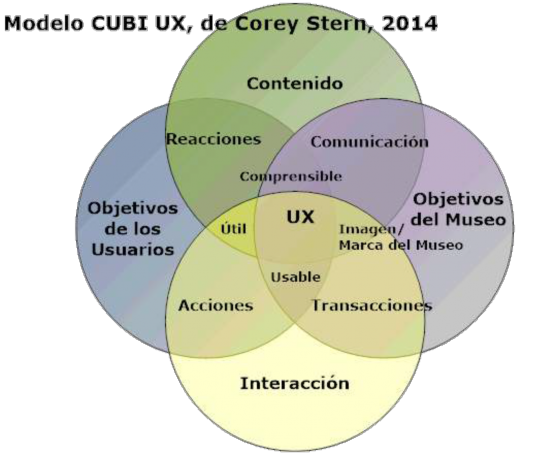 Modelo CUBI UX, de Corey Stern, 2014
Contenido
Reacciones
Comunicación
Comprensible
Objetivos
de los
Usuarios
Útil
UX
Imagen/
Marca del Museo
Objetivos
del Museo
Usable
Acciones
Transacciones
Interacción